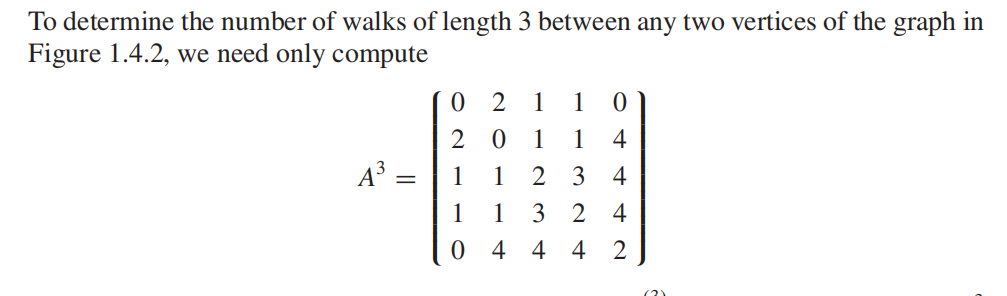 To determine the number of walks of length 3 between any two vertices of the graph in
Figure 1.4.2, we need only compute
0 2 1 1 0
2 0 1 1 4
A³ = 1 1 2 3 4
1 1 3 2 4
0 4 4 4 2